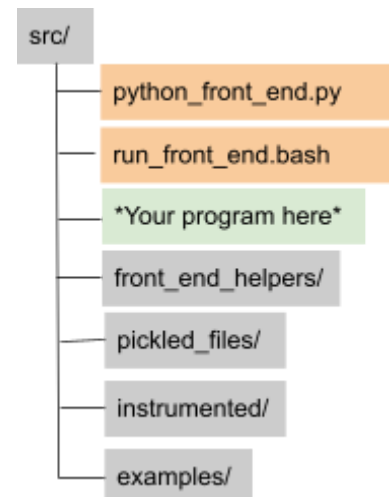 src/
python_front_end.py
run_front_end.bash
*Your program here*
front_end_helpers/
pickled_files/
instrumented/
examples/